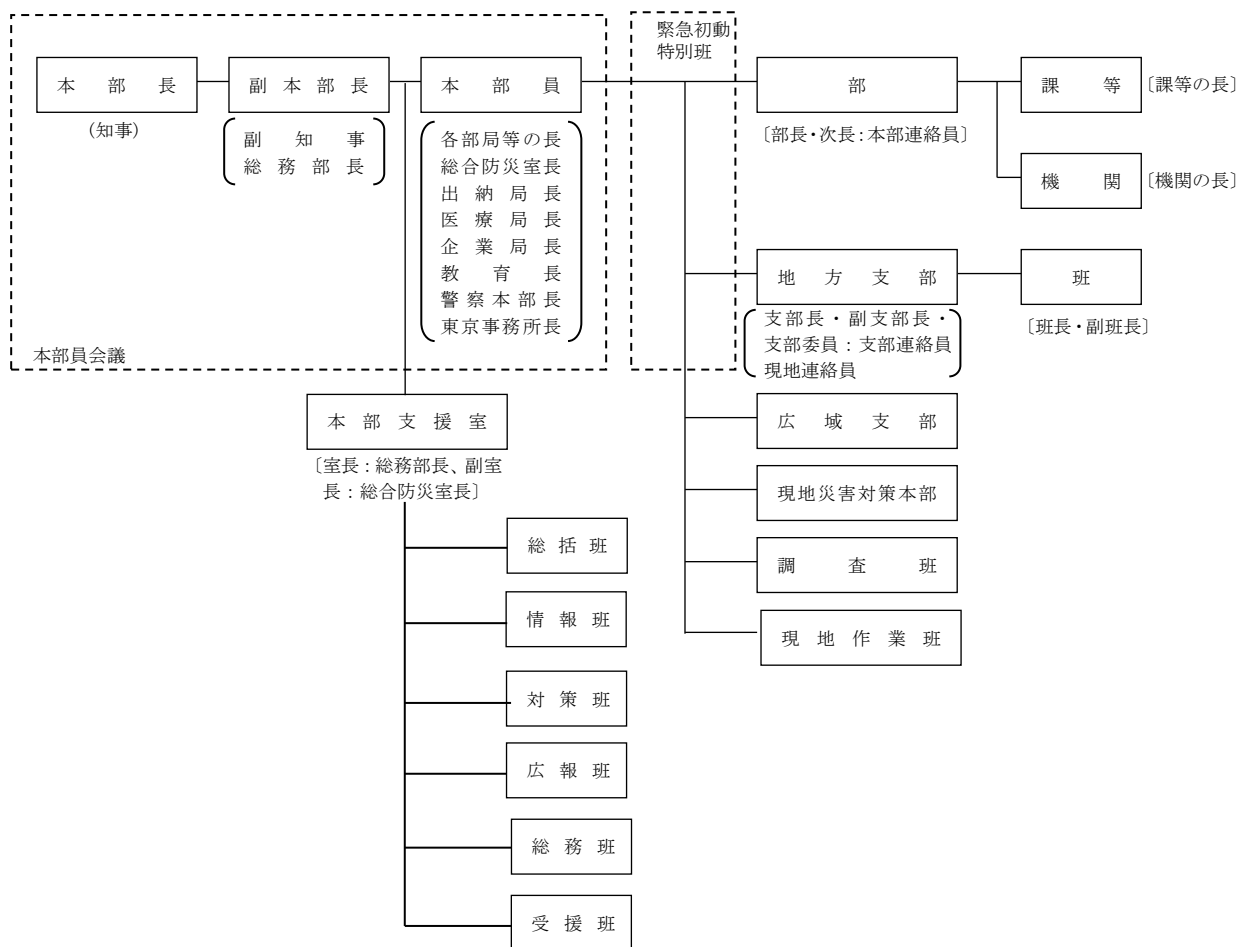 緊急初動
特別班
本部長
副本部長
本部員
部
課等
〔課等の長〕
(知事)
副知事
総務部長
各部局等の長
総合防災室長
出納局長
医療局長
企業局長
教育長
警察本部長
東京事務所長
〔部長・次長：本部連絡員〕
機関
〔機関の長〕
本部員会議
地方支部
班
支部長・副支部長・
支部委員：支部連絡員
現地連絡員
〔班長・副班長〕
本部支援室
〔室長：総務部長、副室
長：総合防災室長〕
広域支部
現地災害対策本部
調査班
現地作業班
総括班
情報班
対策班
広報班
総務班
受援班